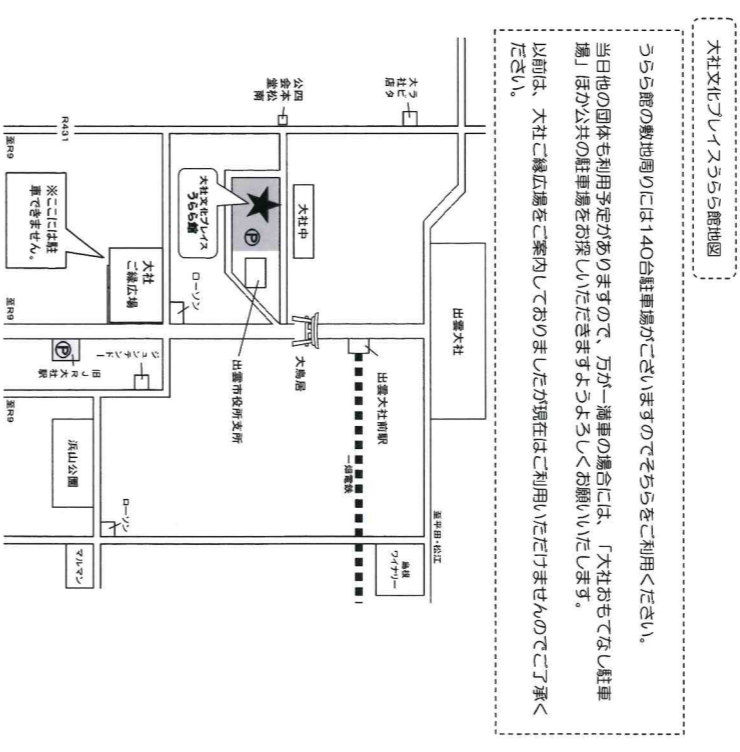 大社文化プレイスうらら館地図
うらら館の敷地周りには140台駐車場がございますのでそちらをご利用ください。
当日他の団体も利用予定がありますので、万が一満車の場合には、「大社おもてなし駐車
場」ほか公共の駐車場をお探しいただきますようよろしくお願いいたします。
以前は、大社ご縁広場をご案内しておりましたが現在はご利用いただけませんのでご了承く
ださい。
出雲大社
至平田・松江
島根
ワイナリー
大社
ラピタ
店
出雲大社前駅
一畑電鉄
大社中
大鳥居
四本松
公会堂南
大社文化プレイス
うらら館
P
出雲市役所支所
ローソン
ローソン
R431
大社
ご縁広場
ジュンテンドー
※ここには駐
車できません。
P
旧JR大社駅
浜山公園
マルマン
至R9
至R9
至R9